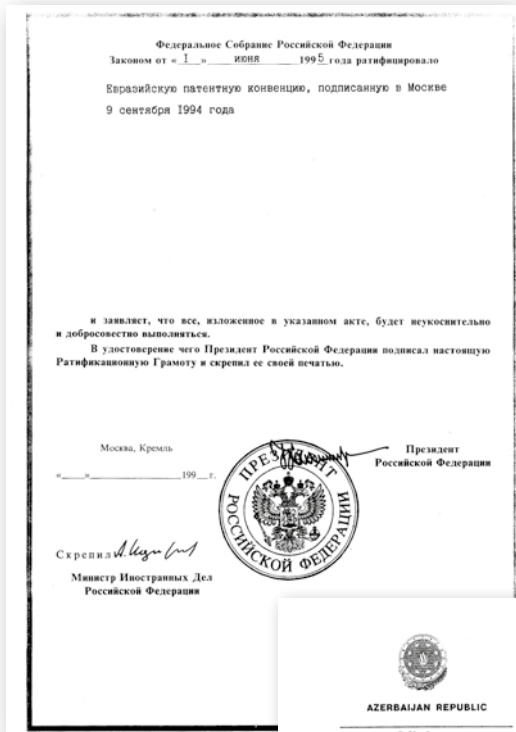 Федеральное Собрание Российской Федерации
Законом от « I » июня 1995 года ратифицировало
Евразийскую патентную конвенцию, подписанную в Москве
9 сентября 1994 года
и заявляет, что все, изложенное в указанном акте, будет неукоснительно
и добросовестно выполняться.
В удостоверение чего Президент Российской Федерации подписал настоящую
Ратификационную Грамоту и скрепил ее своей печатью.
Москва, Кремль
« » 199 г.
ПРЕЗИДЕНТ
РОССИЙСКОЙ ФЕДЕРАЦИИ
Президент
Российской Федерации
Скрепил
Министр Иностранных Дел
Российской Федерации
AZERBAIJAN REPUBLIC